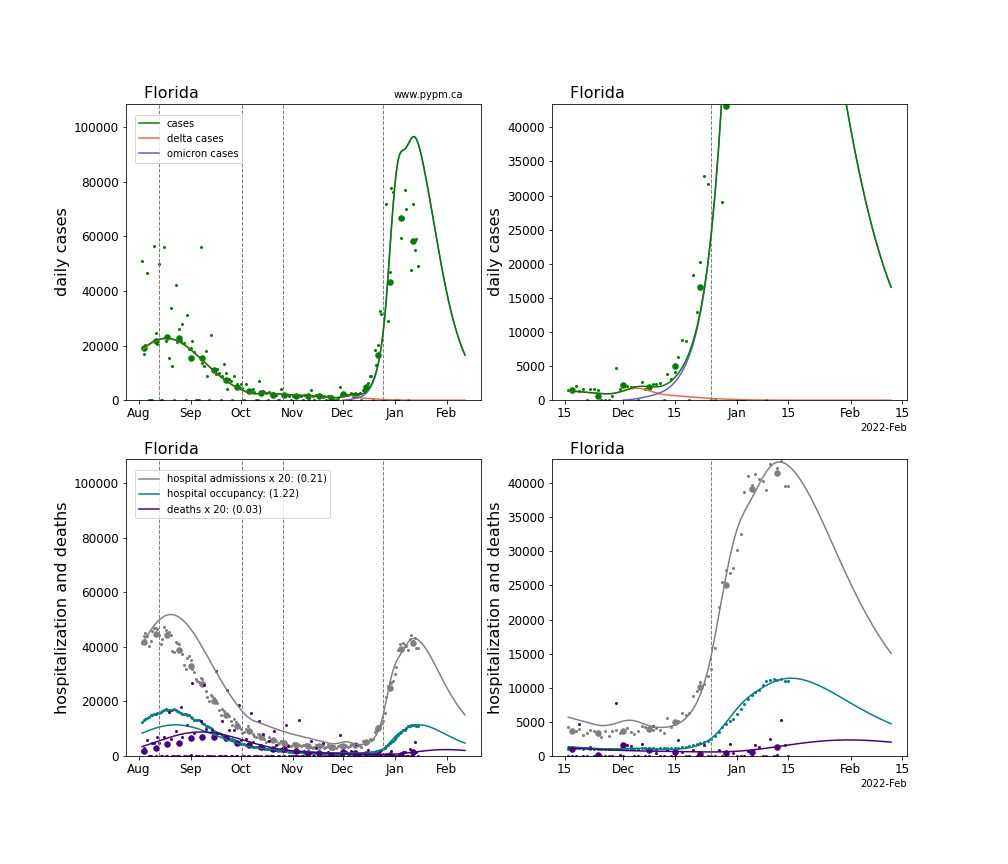 Florida
www.pypm.ca
daily cases
100000
80000
60000
40000
20000
0
cases
delta cases
omicron cases
Aug Sep Oct Nov Dec Jan Feb
Florida
daily cases
40000
35000
30000
25000
20000
15000
10000
5000
0
15 Dec 15 Jan 15 Feb 15
2022-Feb
Florida
hospitalization and deaths
100000
80000
60000
40000
20000
0
hospital admissions x 20: (0.21)
hospital occupancy: (1.22)
deaths x 20: (0.03)
Aug Sep Oct Nov Dec Jan Feb
Florida
hospitalization and deaths
40000
35000
30000
25000
20000
15000
10000
5000
0
15 Dec 15 Jan 15 Feb 15
2022-Feb